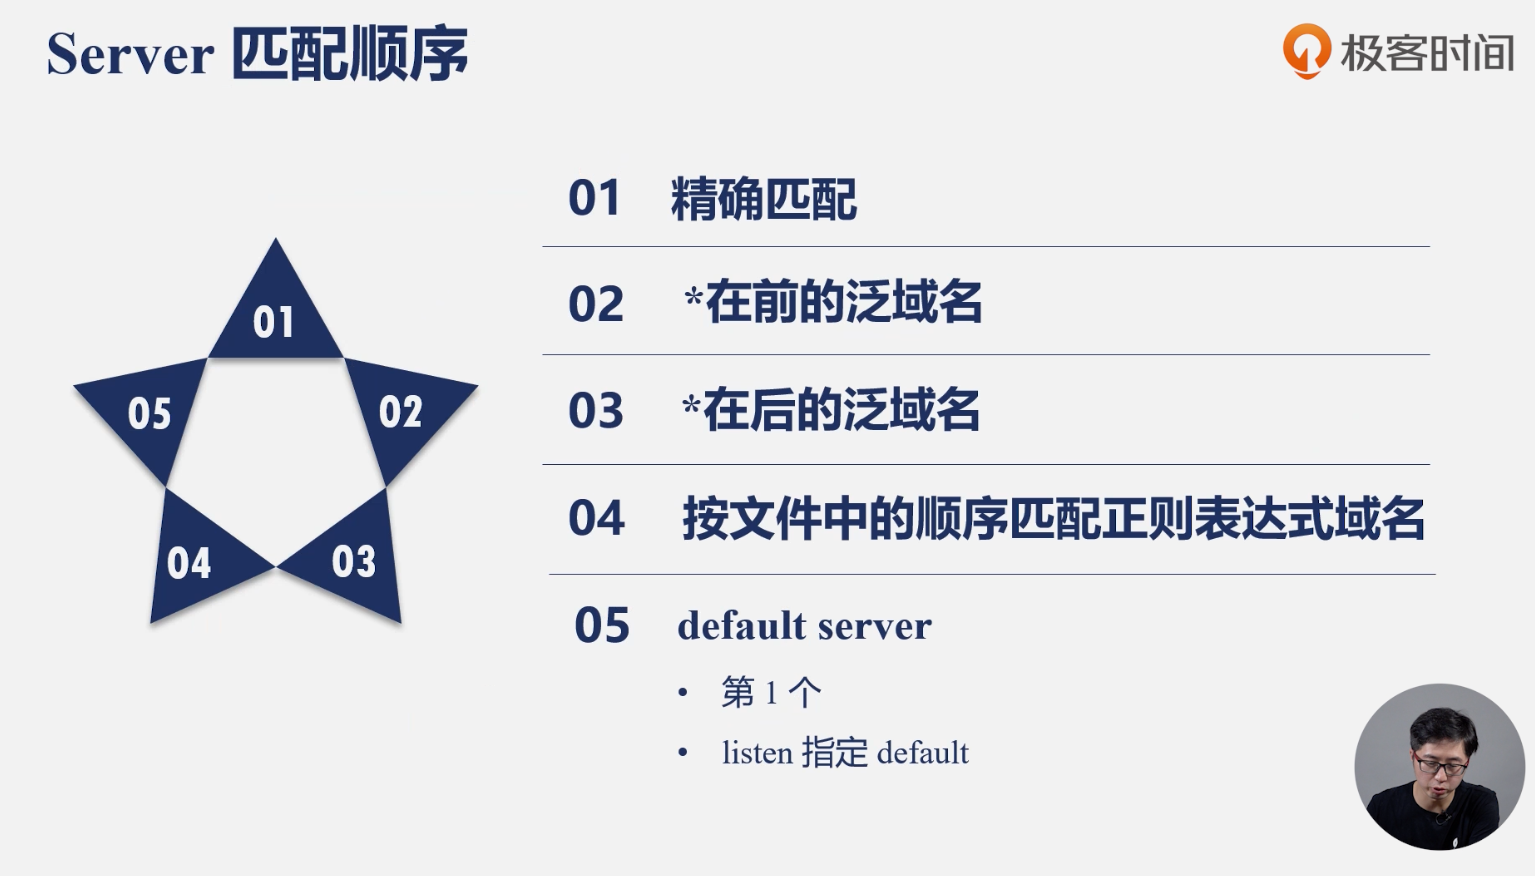 Server 匹配顺序
极客时间
01 精确匹配
02 *在前的泛域名
03 *在后的泛域名
04 按文件中的顺序匹配正则表达式域名
05 default server
• 第 1 个
• listen 指定 default
01
05
02
04
03